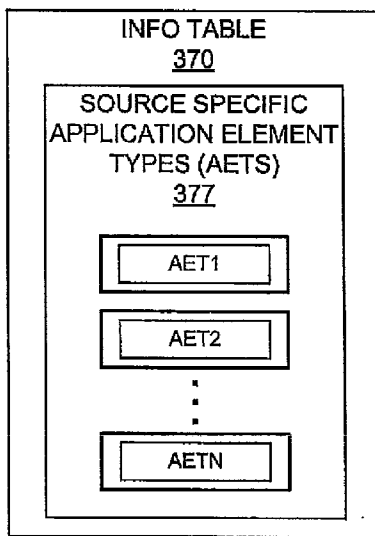 INFO TABLE
370
SOURCE SPECIFIC
APPLICATION ELEMENT
TYPES (AETS)
377
AET1
AET2
AETN